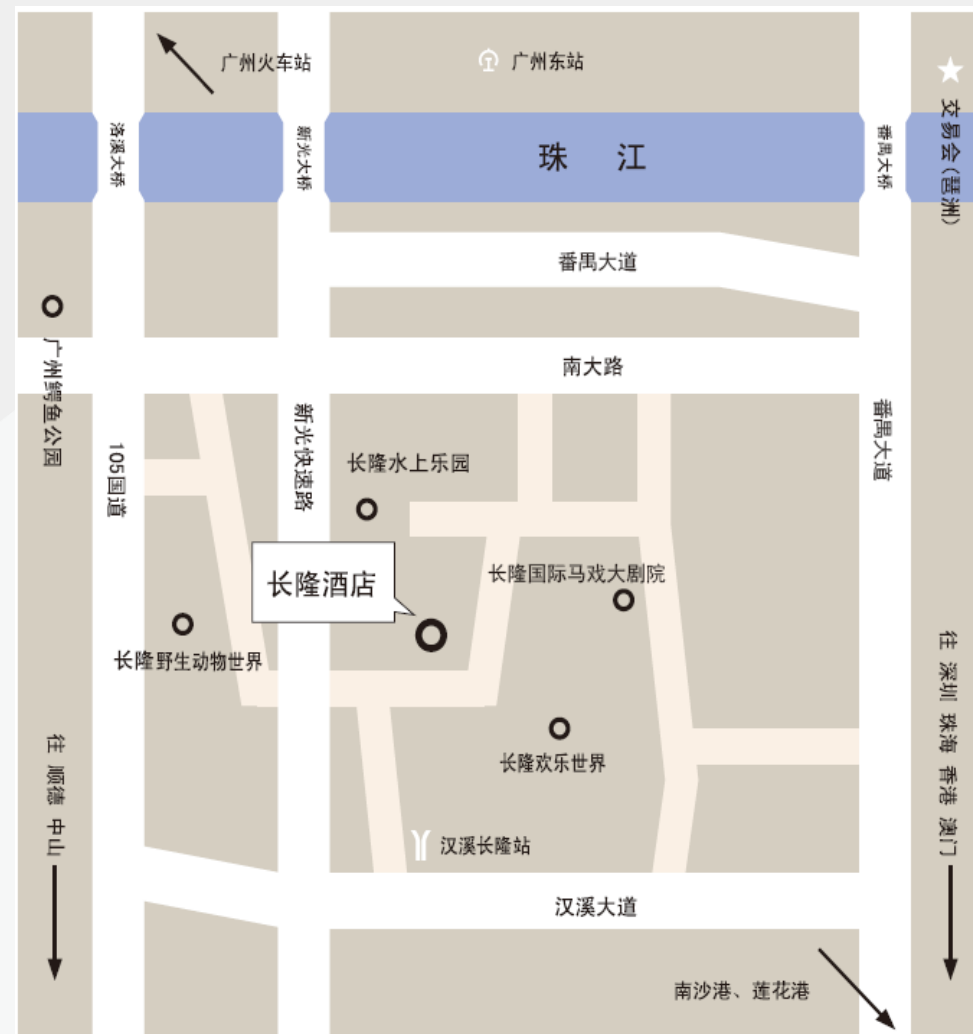 广州火车站
广州东站
交易会(琶洲)
洛溪大桥
新光大桥
珠 江
番禺大桥
番禺大道
广州鳄鱼公园
南大路
105国道
新光快速路
番禺大道
长隆水上乐园
长隆酒店
长隆国际马戏大剧院
长隆野生动物世界
长隆欢乐世界
往 顺德 中山
往 深圳 珠海 香港 澳门
汉溪长隆站
汉溪大道
南沙港、莲花港